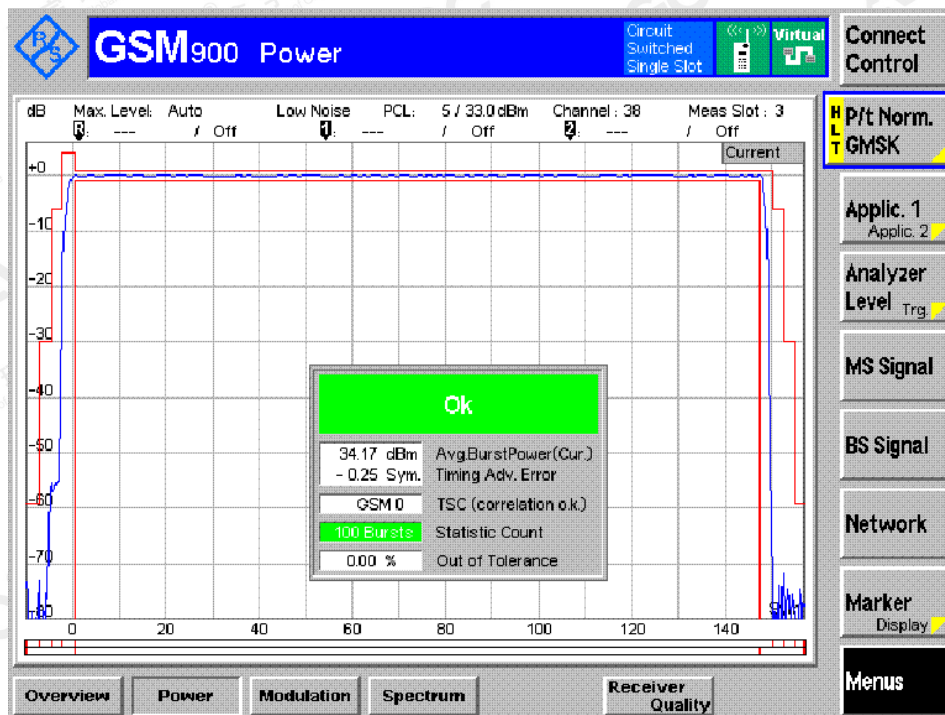 R/S
GSM900 Power
Circuit
Switched
Single Slot
Virtual
Connect
Control
dB Max. Level: Auto Low Noise PCL: 5 / 33.0 dBm Channel : 38 Meas Slot : 3
R: --- / Off 1: --- / Off 2: --- / Off
Current
H
L
T
P/t Norm.
GMSK
Applic. 1
Applic. 2
Analyzer
Level Trg.
MS Signal
BS Signal
Network
Marker
Display
Menus
+0
-10
-20
-30
-40
-50
-60
-70
-80
Ok
34.17 dBm Avg.BurstPower(Cur.)
- 0.25 Sym. Timing Adv. Error
GSM 0 TSC (correlation o.k.)
100 Bursts Statistic Count
0.00 % Out of Tolerance
0 20 40 60 80 100 120 140
Overview Power Modulation Spectrum Receiver
Quality